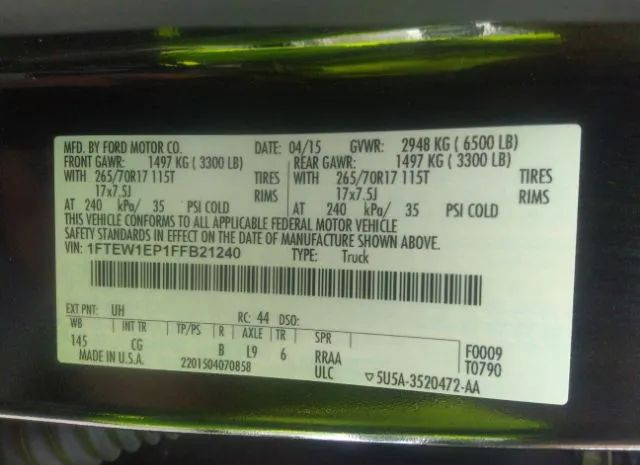 MFD. BY FORD MOTOR CO. DATE: 04/15 GVWR: 2948 KG ( 6500 LB)
FRONT GAWR: 1497 KG ( 3300 LB) REAR GAWR: 1497 KG ( 3300 LB)
WITH 265/70R17 115T TIRES WITH 265/70R17 115T TIRES
17x7.5J RIMS 17x7.5J RIMS
AT 240 kPa/ 35 PSI COLD AT 240 kPa/ 35 PSI COLD
THIS VEHICLE CONFORMS TO ALL APPLICABLE FEDERAL MOTOR VEHICLE
SAFETY STANDARDS IN EFFECT ON THE DATE OF MANUFACTURE SHOWN ABOVE.
VIN: 1FTEW1EP1FFB21240 TYPE: Truck
EXT PNT: UH RC: 44 DSO:
WB INT TR TP/PS R AXLE TR SPR F0009
145 CG B L9 6 RRAA T0790
MADE IN U.S.A. 2201504070858 ULC ▽5U5A-3520472-AA